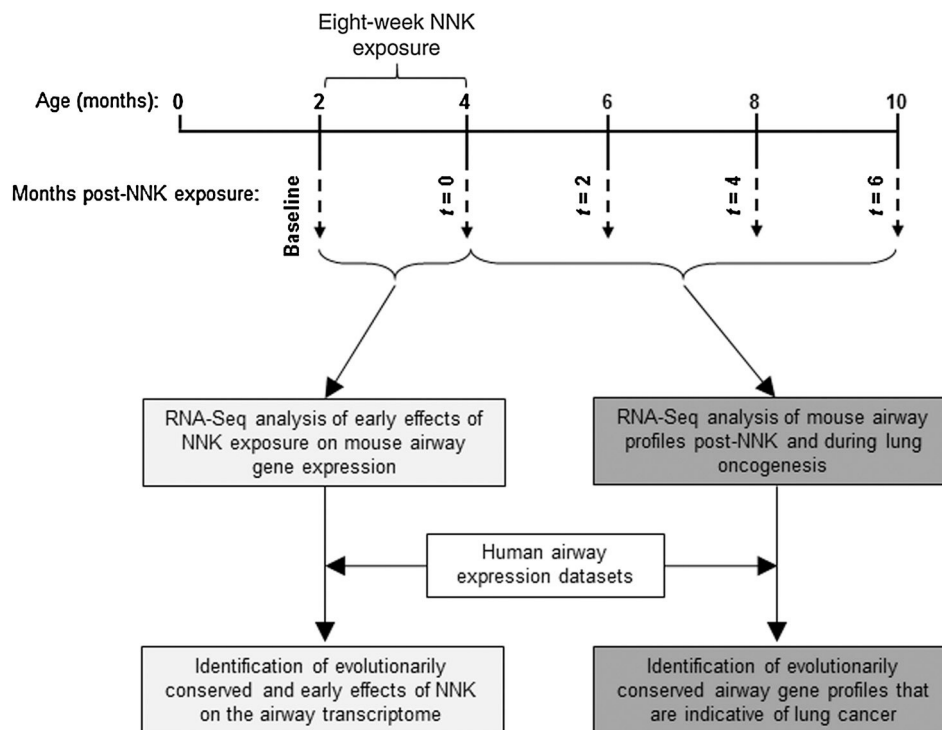 Eight-week NNK
exposure
Age (months): 0 2 4 6 8 10
Months post-NNK exposure: Baseline t = 0 t = 2 t = 4 t = 6
RNA-Seq analysis of early effects of
NNK exposure on mouse airway
gene expression
RNA-Seq analysis of mouse airway
profiles post-NNK and during lung
oncogenesis
Human airway
expression datasets
Identification of evolutionarily
conserved and early effects of NNK
on the airway transcriptome
Identification of evolutionarily
conserved airway gene profiles that
are indicative of lung cancer